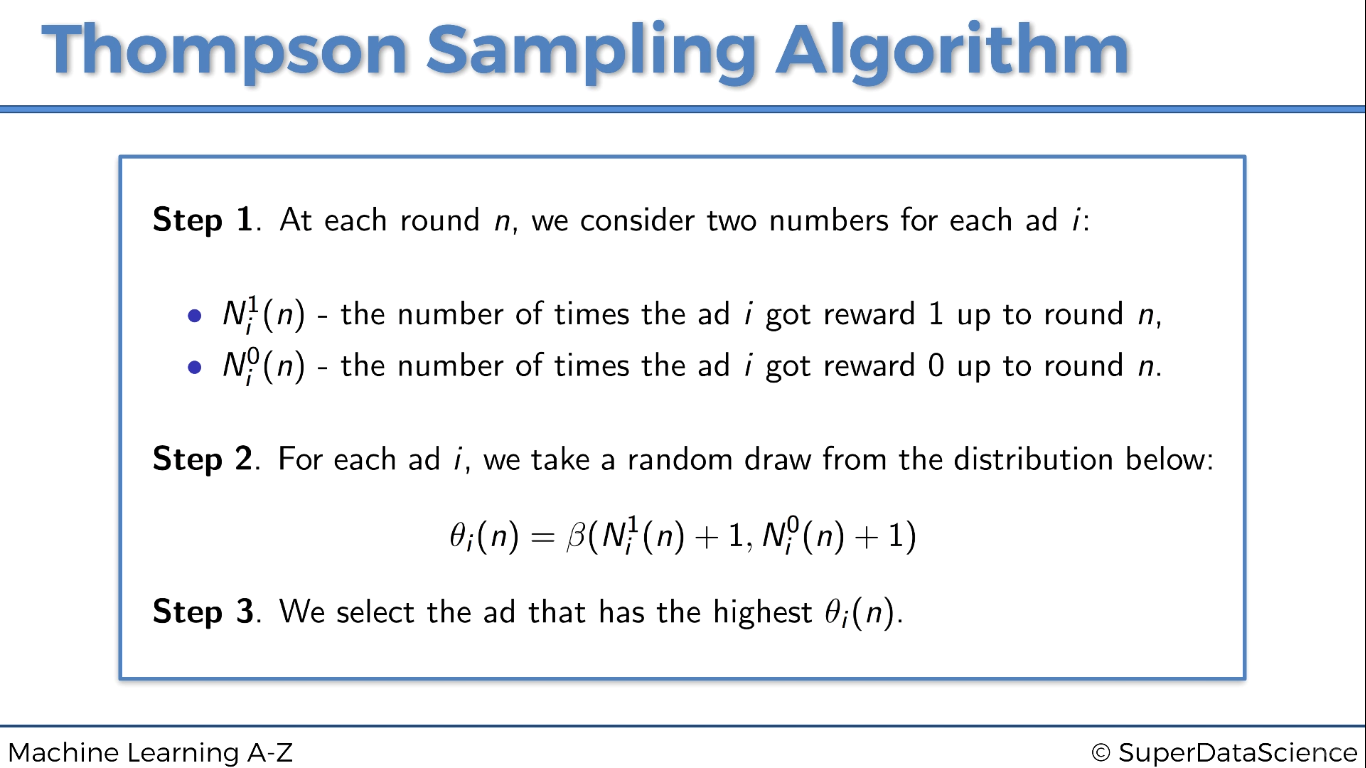 Thompson Sampling Algorithm
Step 1. At each round n, we consider two numbers for each ad i:
• N_i^1(n) - the number of times the ad i got reward 1 up to round n,
• N_i^0(n) - the number of times the ad i got reward 0 up to round n.
Step 2. For each ad i, we take a random draw from the distribution below:
θ_i(n) = β(N_i^1(n) + 1, N_i^0(n) + 1)
Step 3. We select the ad that has the highest θ_i(n).
Machine Learning A-Z
© SuperDataScience